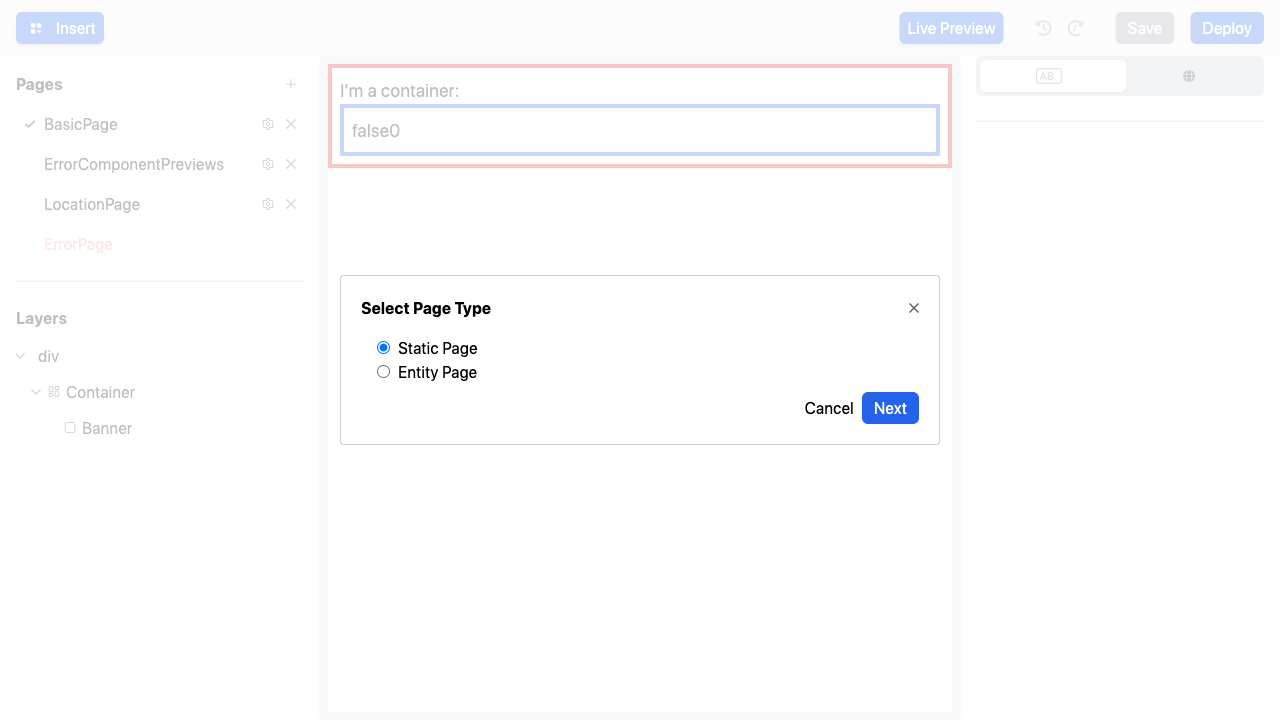 Insert
Live Preview
Save
Deploy
Pages
BasicPage
ErrorComponentPreviews
LocationPage
ErrorPage
Layers
div
Container
Banner
I'm a container:
false0
Select Page Type
Static Page
Entity Page
Cancel
Next
AB